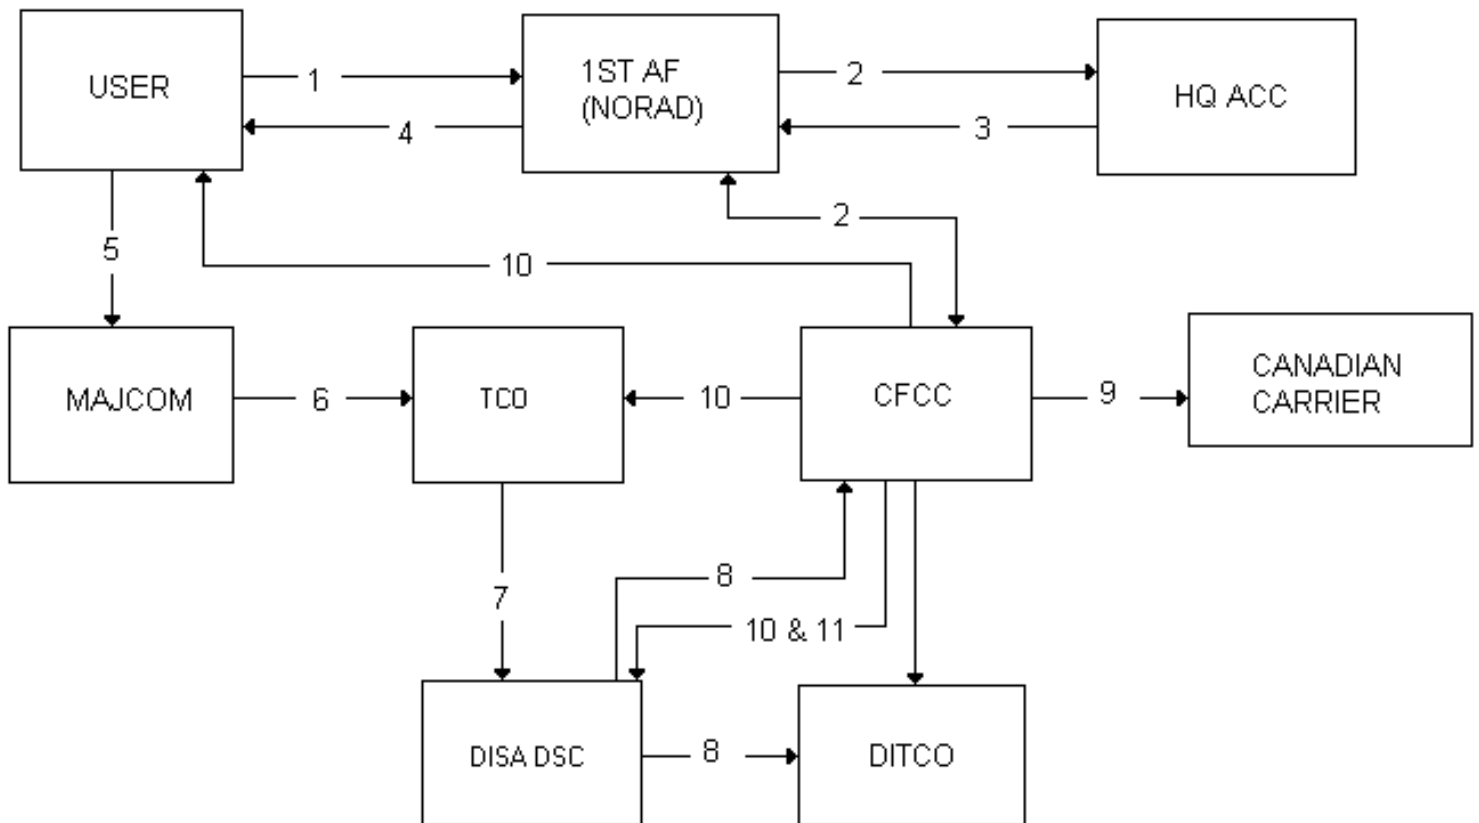 USER
1
1ST AF
(NORAD)
2
HQ ACC
4
3
2
5
10
MAJCOM
6
TCO
10
CFCC
9
CANADIAN
CARRIER
7
8
10 & 11
DISA DSC
8
DITCO